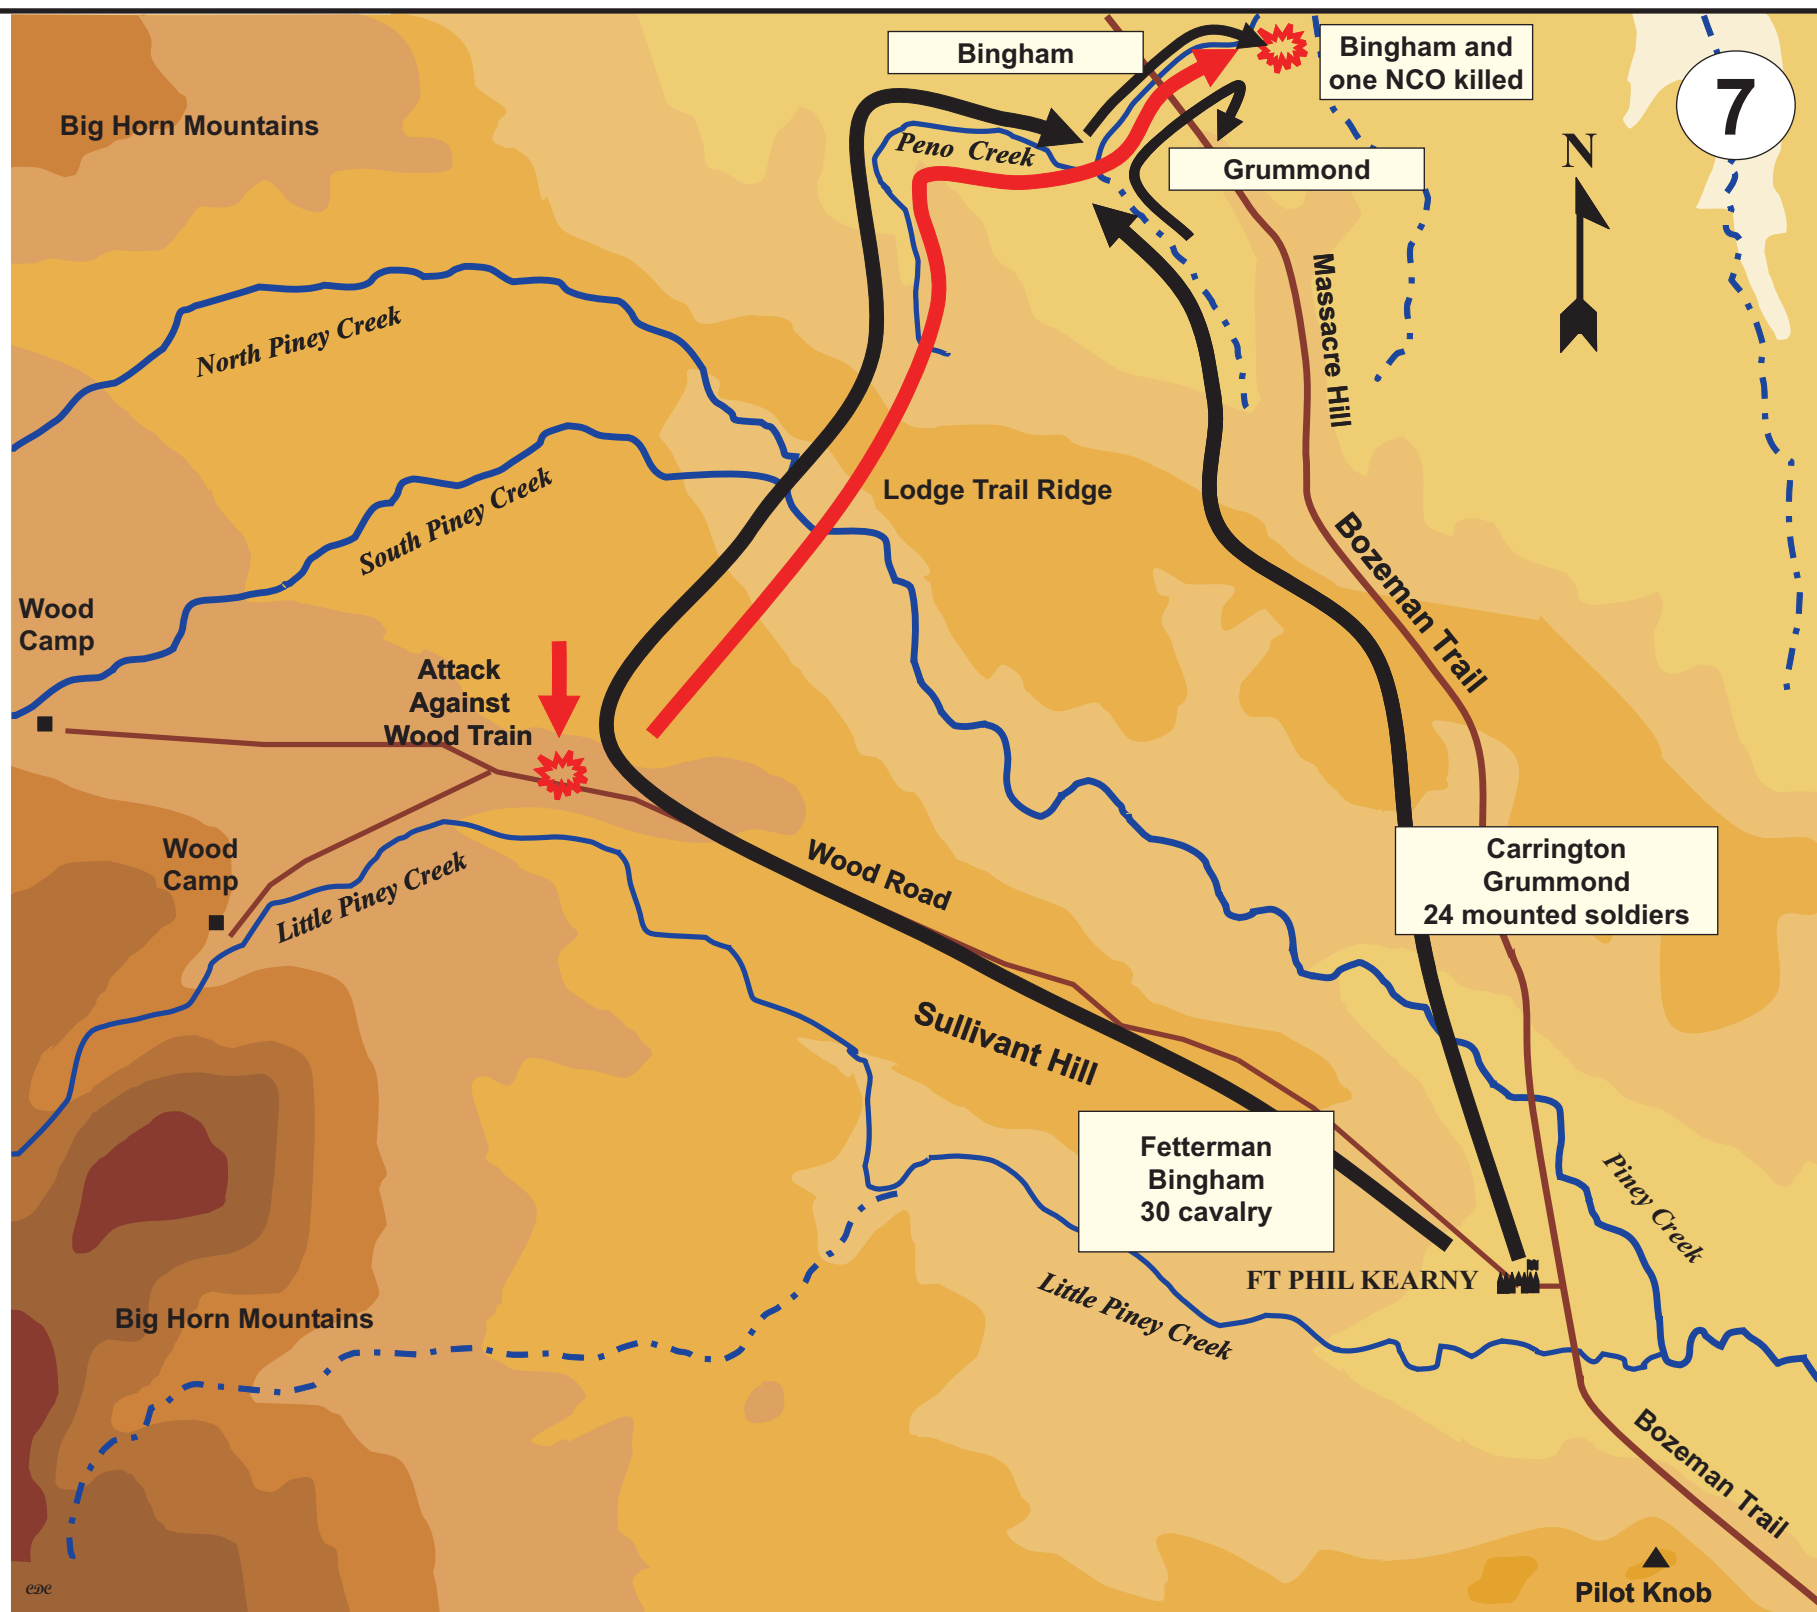 Bingham
Bingham and
one NCO killed
7
Big Horn Mountains
Peno Creek
N
Grummond
North Piney Creek
Massacre Hill
South Piney Creek
Lodge Trail Ridge
Bozeman Trail
Wood
Camp
Attack
Against
Wood Train
Wood
Camp
Little Piney Creek
Wood Road
Carrington
Grummond
24 mounted soldiers
Sullivant Hill
Fetterman
Bingham
30 cavalry
Piney Creek
FT PHIL KEARNY
Little Piney Creek
Big Horn Mountains
Bozeman Trail
CDC
Pilot Knob